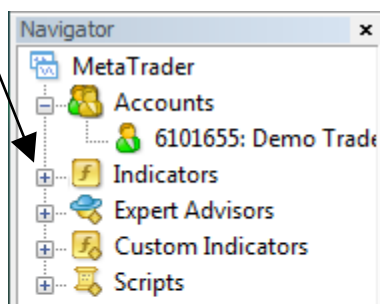 Navigator
MetaTrader
Accounts
6101655: Demo Trade
Indicators
Expert Advisors
Custom Indicators
Scripts